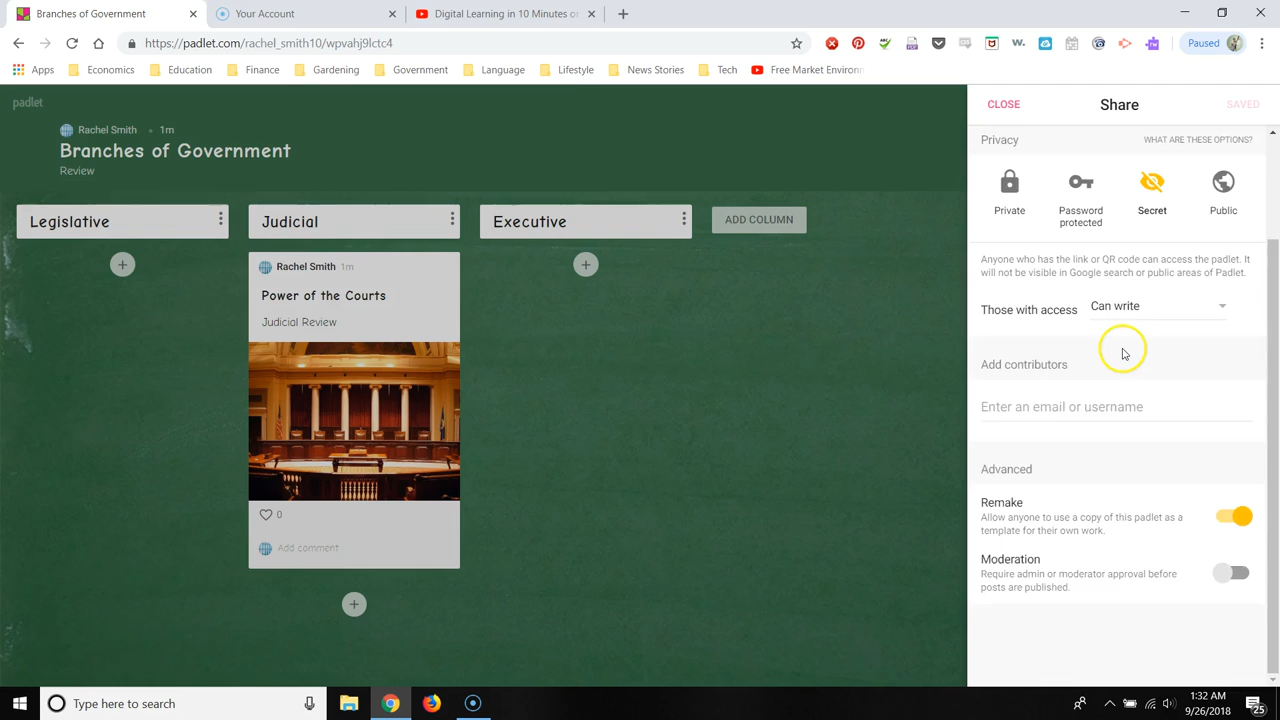 Branches of Government
Your Account
Digital Learning in 10 Minutes or
https://padlet.com/rachel_smith10/wpvahj9lctc4
Paused
Apps
Economics
Education
Finance
Gardening
Government
Language
Lifestyle
News Stories
Tech
Free Market Environ
padlet
Rachel Smith • 1m
Branches of Government
Review
Legislative
Judicial
Executive
ADD COLUMN
Rachel Smith 1m
Power of the Courts
Judicial Review
0
Add comment
CLOSE
Share
SAVED
Privacy
WHAT ARE THESE OPTIONS?
Private
Password
protected
Secret
Public
Anyone who has the link or QR code can access the padlet. It
will not be visible in Google search or public areas of Padlet.
Those with access
Can write
Add contributors
Enter an email or username
Advanced
Remake
Allow anyone to use a copy of this padlet as a
template for their own work.
Moderation
Require admin or moderator approval before
posts are published.
Type here to search
1:32 AM
9/26/2018
25